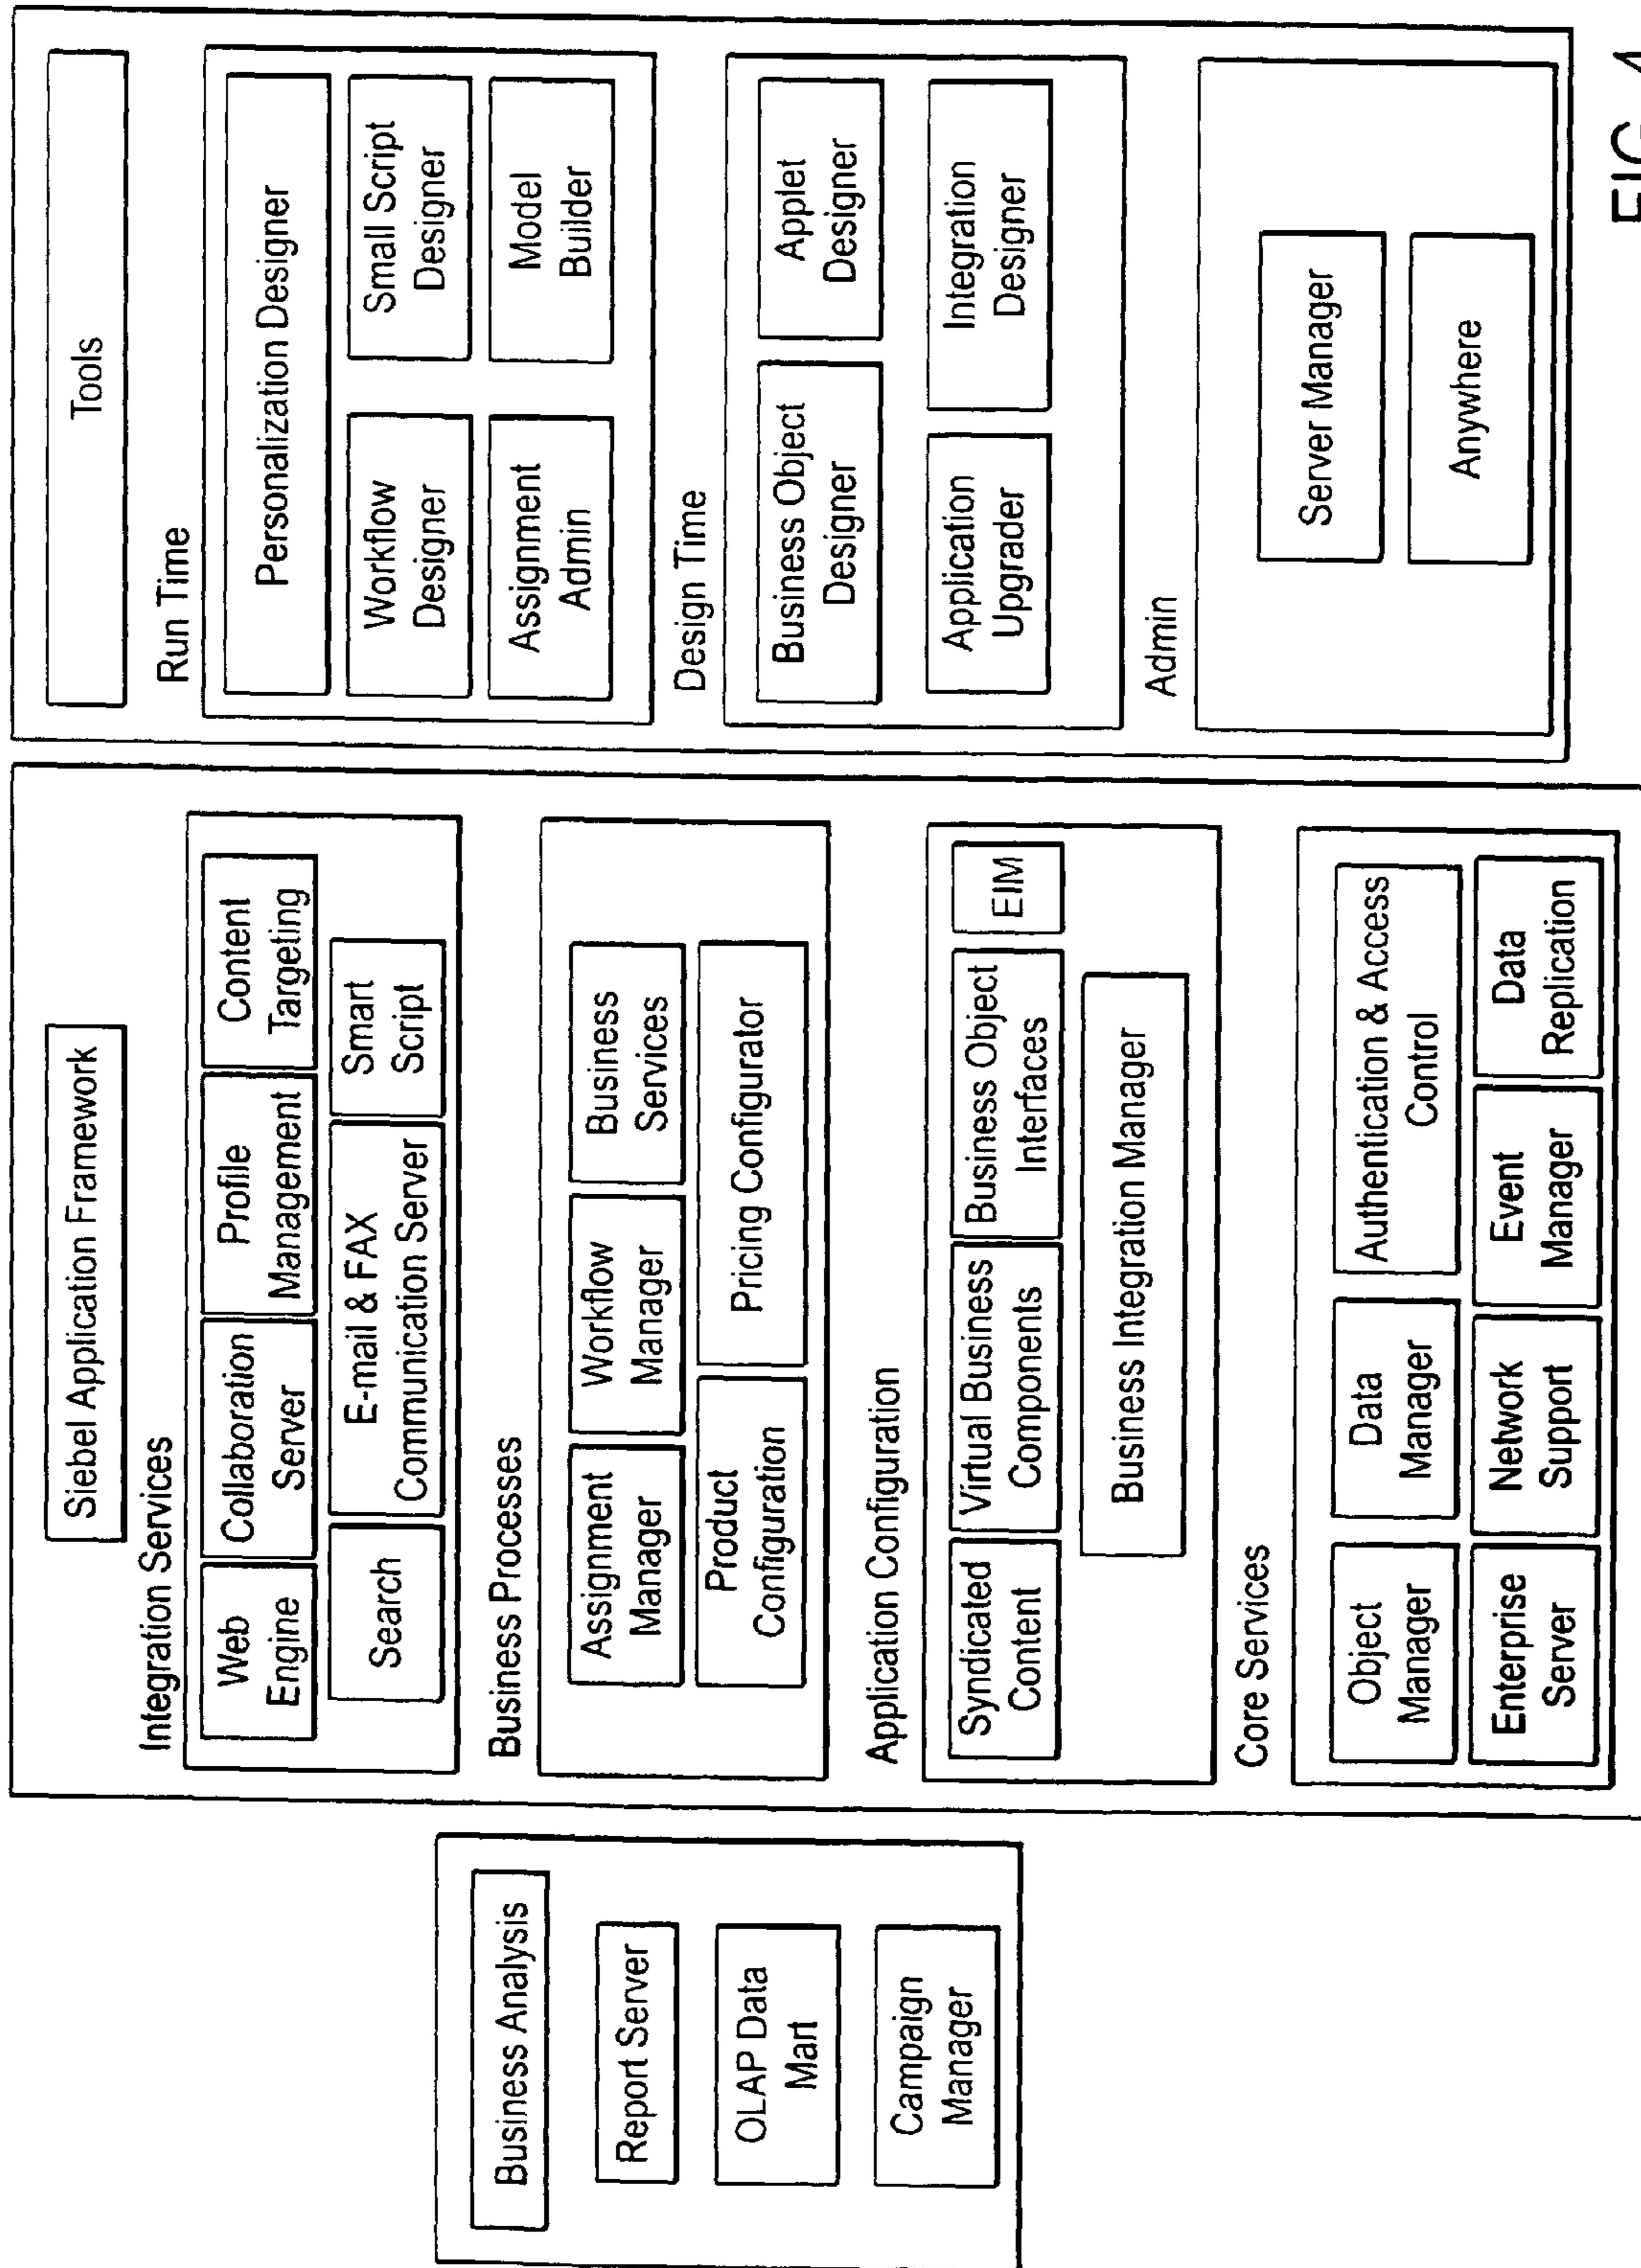 Business Analysis
Report Server
OLAP Data
Mart
Campaign
Manager
Siebel Application Framework
Integration Services
Web
Engine
Collaboration
Server
Profile
Management
Content
Targeting
Search
E-mail & FAX
Communication Server
Smart
Script
Business Processes
Assignment
Manager
Workflow
Manager
Business
Services
Product
Configuration
Pricing Configurator
Application Configuration
Syndicated
Content
Virtual Business
Components
Business Object
Interfaces
EIM
Business Integration Manager
Core Services
Object
Manager
Data
Manager
Authentication & Access
Control
Enterprise
Server
Network
Support
Event
Manager
Data
Replication
Tools
Run Time
Personalization Designer
Workflow
Designer
Small Script
Designer
Assignment
Admin
Model
Builder
Design Time
Business Object
Designer
Applet
Designer
Application
Upgrader
Integration
Designer
Admin
Server Manager
Anywhere